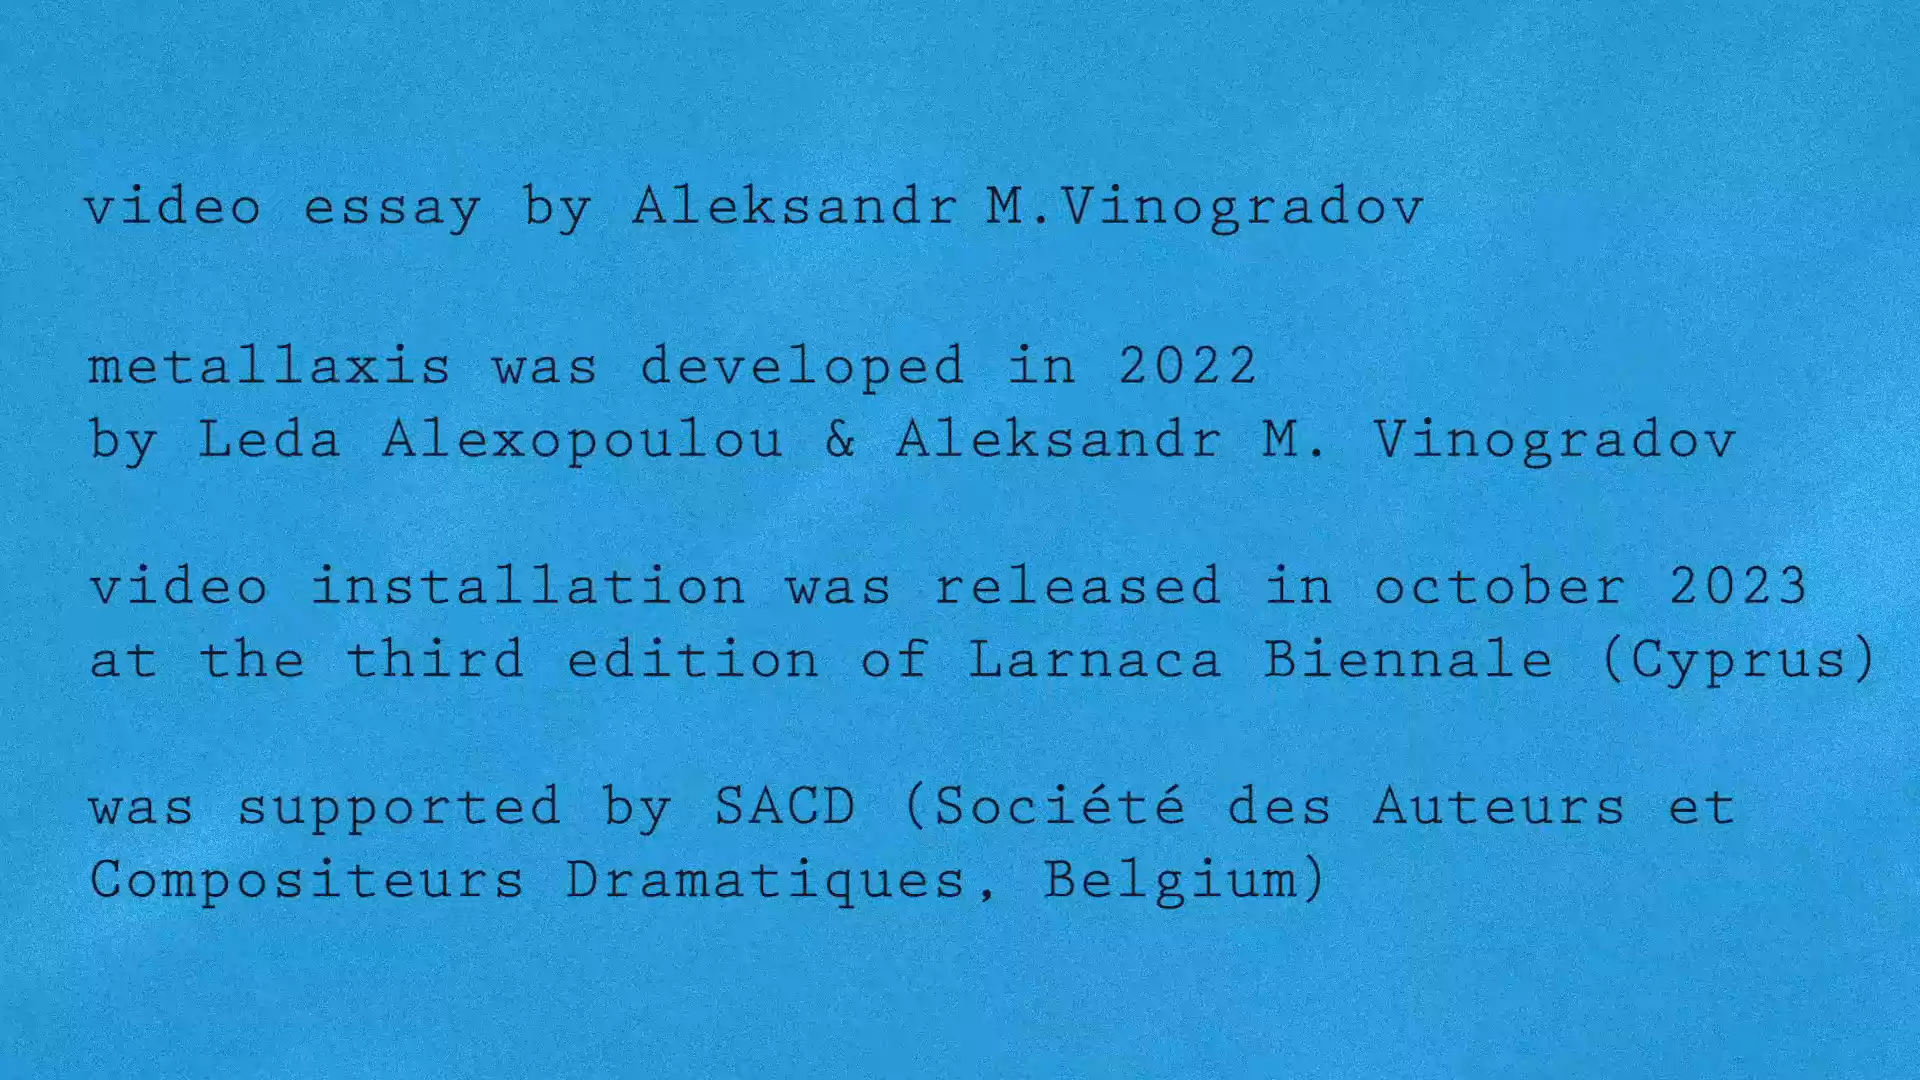 video essay by Aleksandr M.Vinogradov
metallaxis was developed in 2022
by Leda Alexopoulou & Aleksandr M. Vinogradov
video installation was released in october 2023
at the third edition of Larnaca Biennale (Cyprus)
was supported by SACD (Société des Auteurs et
Compositeurs Dramatiques, Belgium)